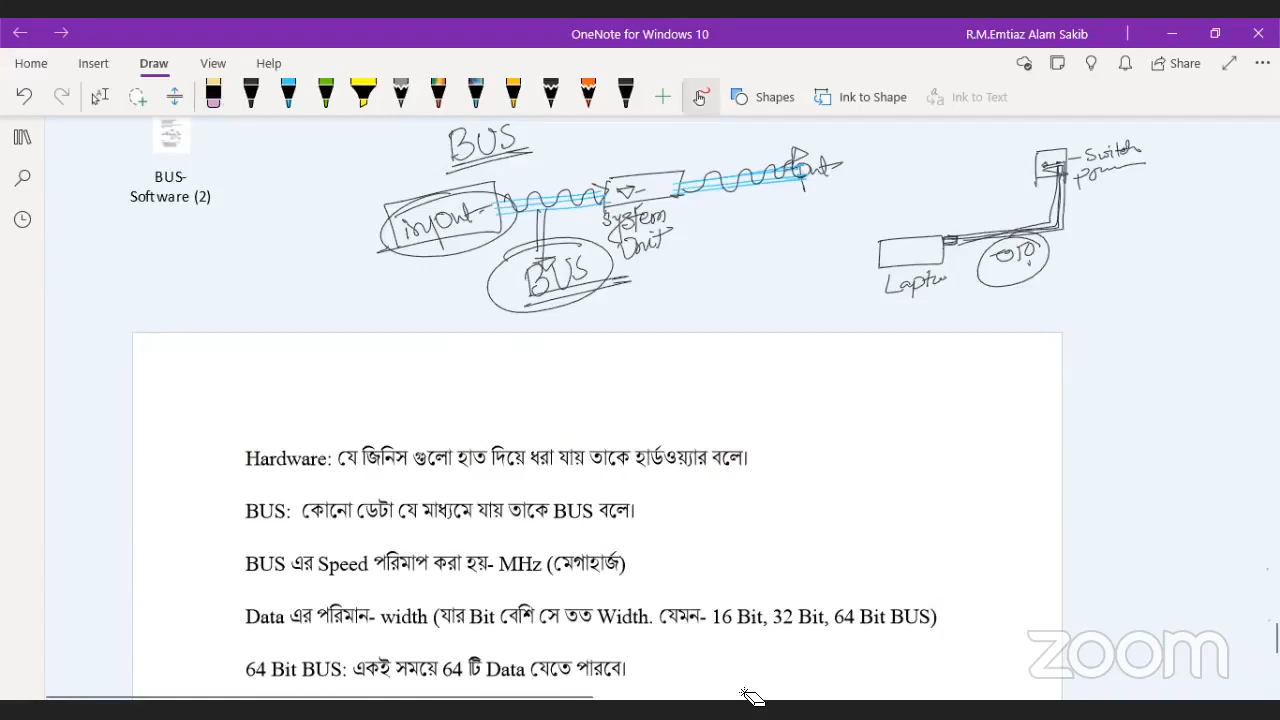 OneNote for Windows 10
R.M.Emtiaz Alam Sakib
Home Insert Draw View Help
Share
Shapes
Ink to Shape
Ink to Text
BUS-
Software (2)
BUS
input
System
Unit
out
BUS
Switch
Power
তার
Hardware: যে জিনিস গুলো হাত দিয়ে ধরা যায় তাকে হার্ডওয়্যার বলে।
BUS: কোনো ডেটা যে মাধ্যমে যায় তাকে BUS বলে।
BUS এর Speed পরিমাপ করা হয়- MHz (মেগাহার্জ)
Data এর পরিমান- width (যার Bit বেশি সে তত Width. যেমন- 16 Bit, 32 Bit, 64 Bit BUS)
64 Bit BUS: একই সময়ে 64 টি Data যেতে পারবে।
zoom